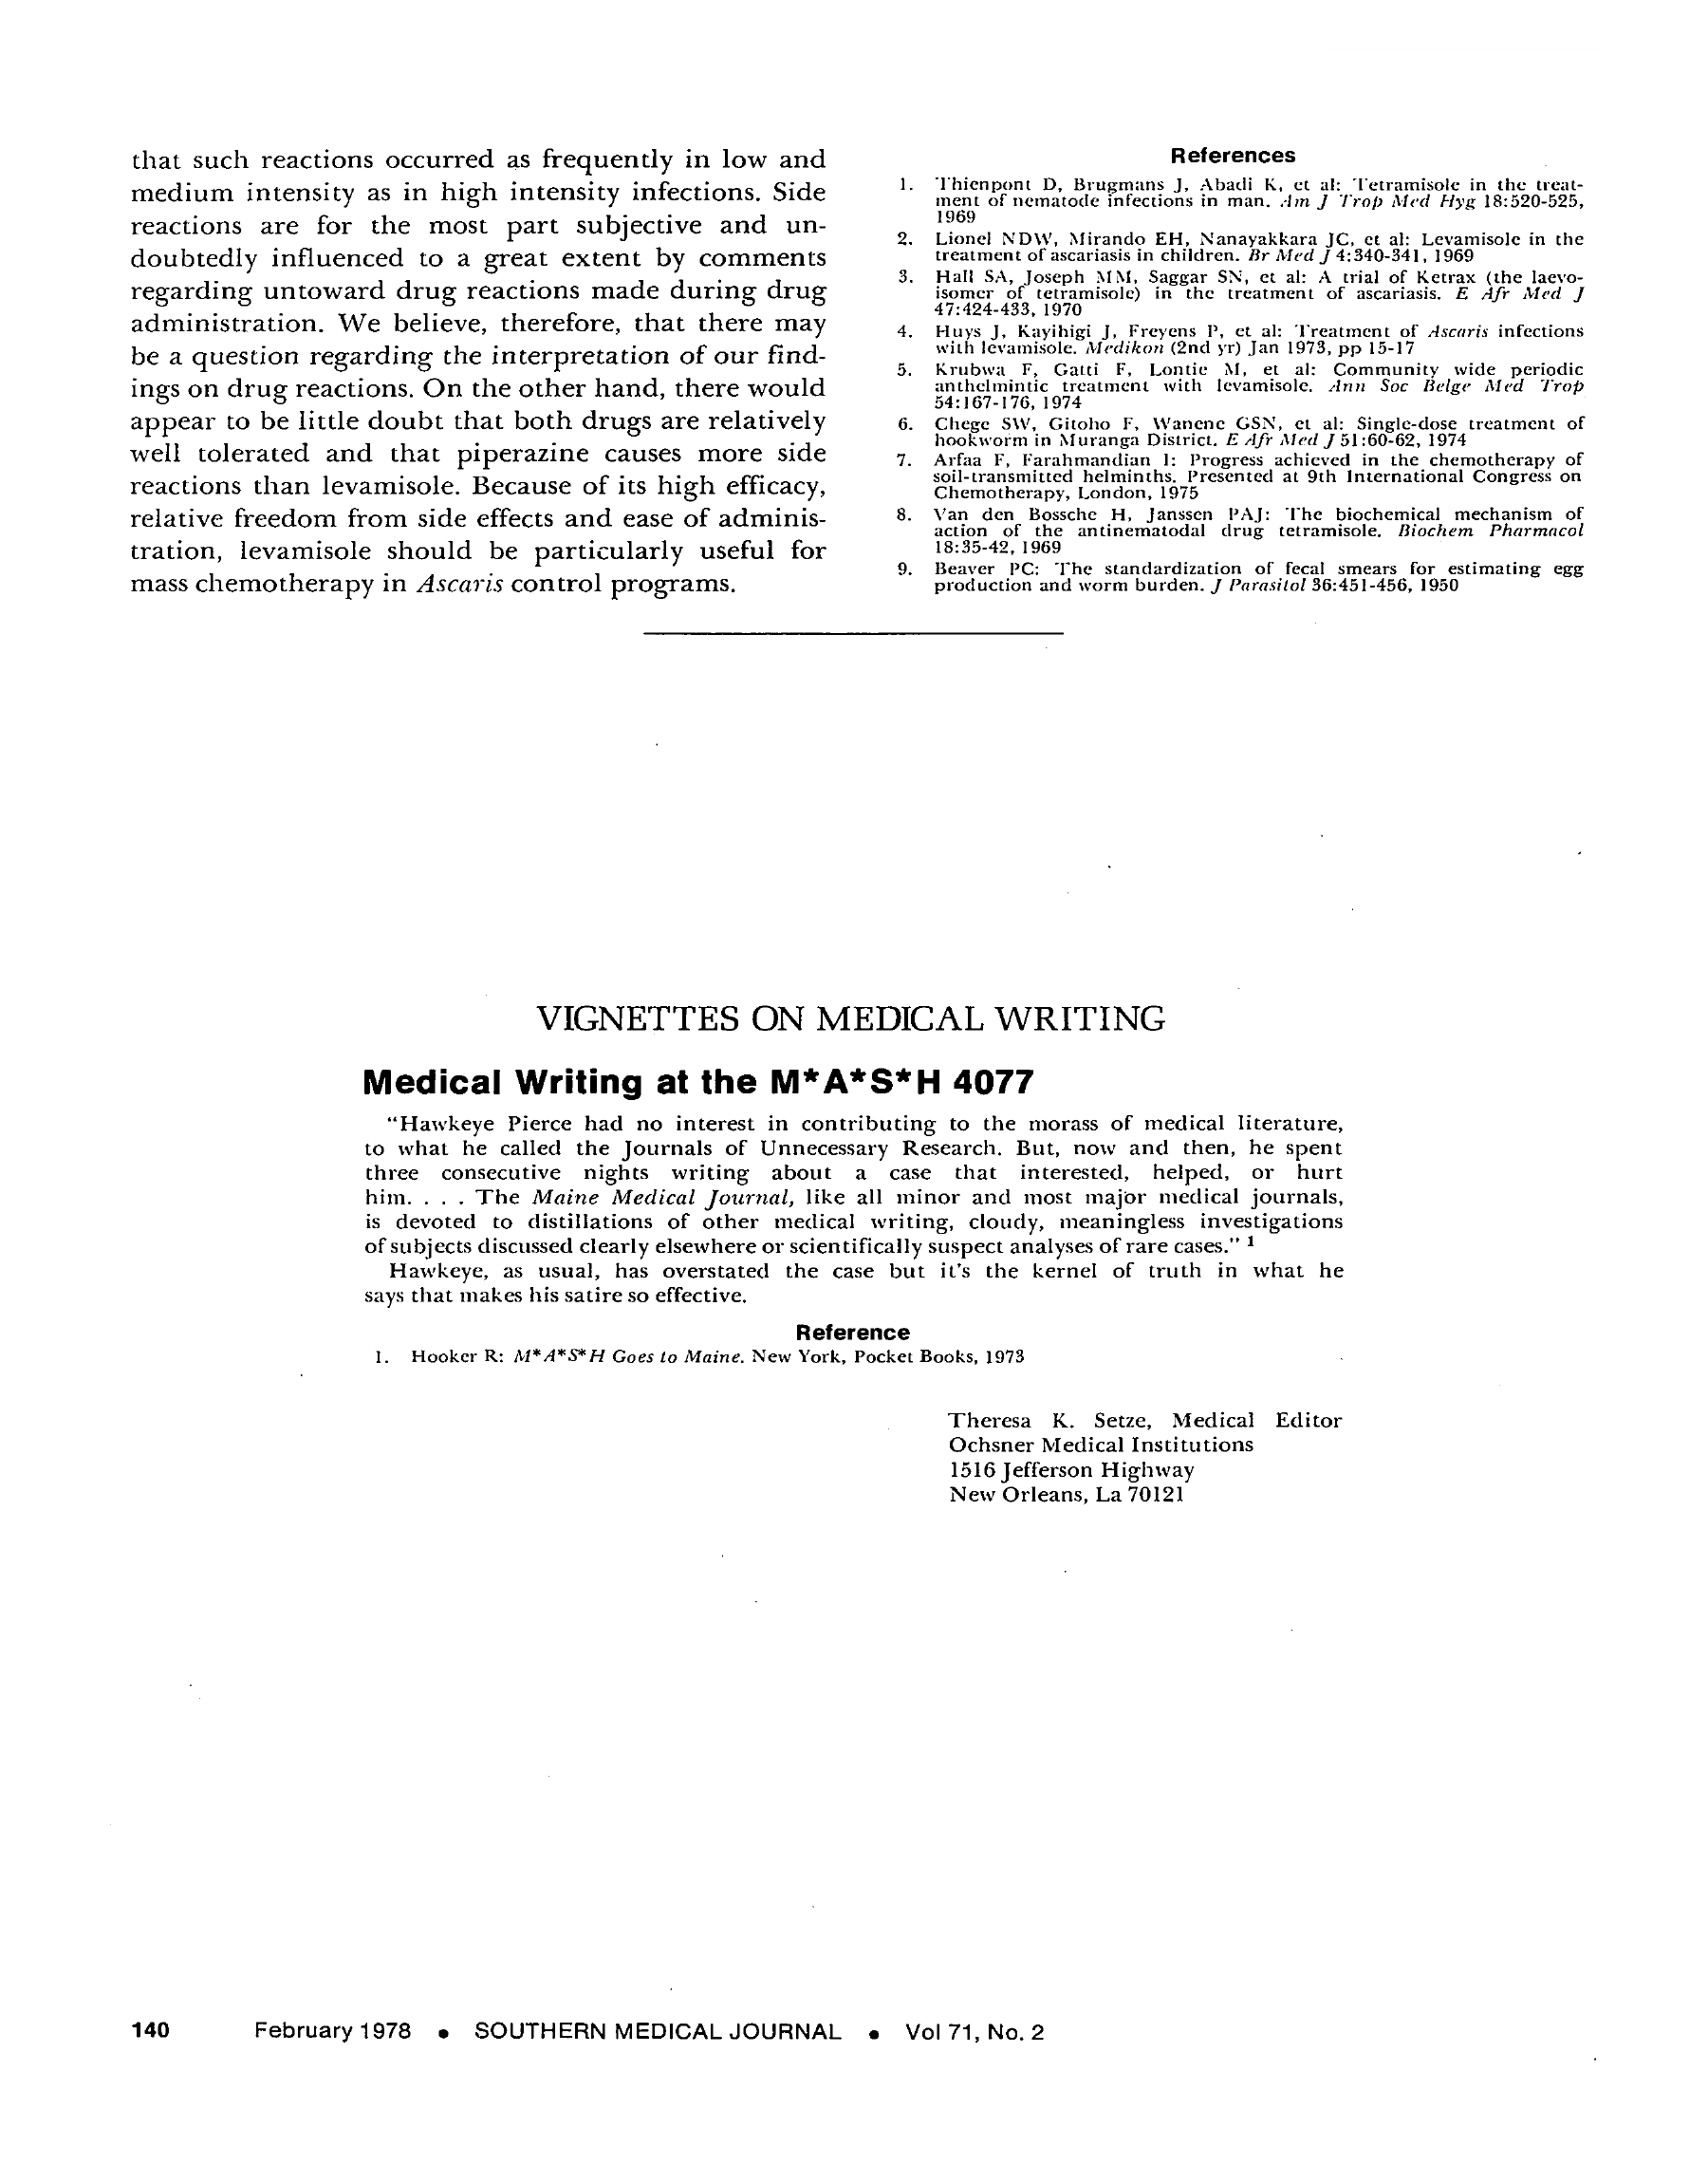 that such reactions occurred as frequently in low and
medium intensity as in high intensity infections. Side
reactions are for the most part subjective and un-
doubtedly influenced to a great extent by comments
regarding untoward drug reactions made during drug
administration. We believe, therefore, that there may
be a question regarding the interpretation of our find-
ings on drug reactions. On the other hand, there would
appear to be little doubt that both drugs are relatively
well tolerated and that piperazine causes more side
reactions than levamisole. Because of its high efficacy,
relative freedom from side effects and ease of adminis-
tration, levamisole should be particularly useful for
mass chemotherapy in Ascaris control programs.
References
1. Thienpont D, Brugmans J, Abadi K, et al: Tetramisole in the treat-
ment of nematode infections in man. Am J Trop Med Hyg 18:520-525,
1969
2. Lionel NDW, Mirando EH, Nanayakkara JC, et al: Levamisole in the
treatment of ascariasis in children. Br Med J 4:340-341, 1969
3. Hall SA, Joseph MM, Saggar SN, et al: A trial of Ketrax (the laevo-
isomer of tetramisole) in the treatment of ascariasis. E Afr Med J
47:424-433, 1970
4. Huys J, Kayihigi J, Freyens P, et al: Treatment of Ascaris infections
with levamisole. Medikon (2nd yr) Jan 1973, pp 15-17
5. Krubwa F, Gatti F, Lontie M, et al: Community wide periodic
anthelmintic treatment with levamisole. Ann Soc Belge Med Trop
54:167-176, 1974
6. Chege SW, Gitoho F, Wanene GSN, et al: Single-dose treatment of
hookworm in Muranga District. E Afr Med J 51:60-62, 1974
7. Arfaa F, Farahmandian I: Progress achieved in the chemotherapy of
soil-transmitted helminths. Presented at 9th International Congress on
Chemotherapy, London, 1975
8. Van den Bossche H, Janssen PAJ: The biochemical mechanism of
action of the antinematodal drug tetramisole. Biochem Pharmacol
18:35-42, 1969
9. Beaver PC: The standardization of fecal smears for estimating egg
production and worm burden. J Parasitol 36:451-456, 1950
VIGNETTES ON MEDICAL WRITING
Medical Writing at the M*A*S*H 4077
“Hawkeye Pierce had no interest in contributing to the morass of medical literature,
to what he called the Journals of Unnecessary Research. But, now and then, he spent
three consecutive nights writing about a case that interested, helped, or hurt
him. . . . The Maine Medical Journal, like all minor and most major medical journals,
is devoted to distillations of other medical writing, cloudy, meaningless investigations
of subjects discussed clearly elsewhere or scientifically suspect analyses of rare cases.” 1
Hawkeye, as usual, has overstated the case but it's the kernel of truth in what he
says that makes his satire so effective.
Reference
1. Hooker R: M*A*S*H Goes to Maine. New York, Pocket Books, 1973
Theresa K. Setze, Medical Editor
Ochsner Medical Institutions
1516 Jefferson Highway
New Orleans, La 70121
140 February 1978 • SOUTHERN MEDICAL JOURNAL • Vol 71, No. 2